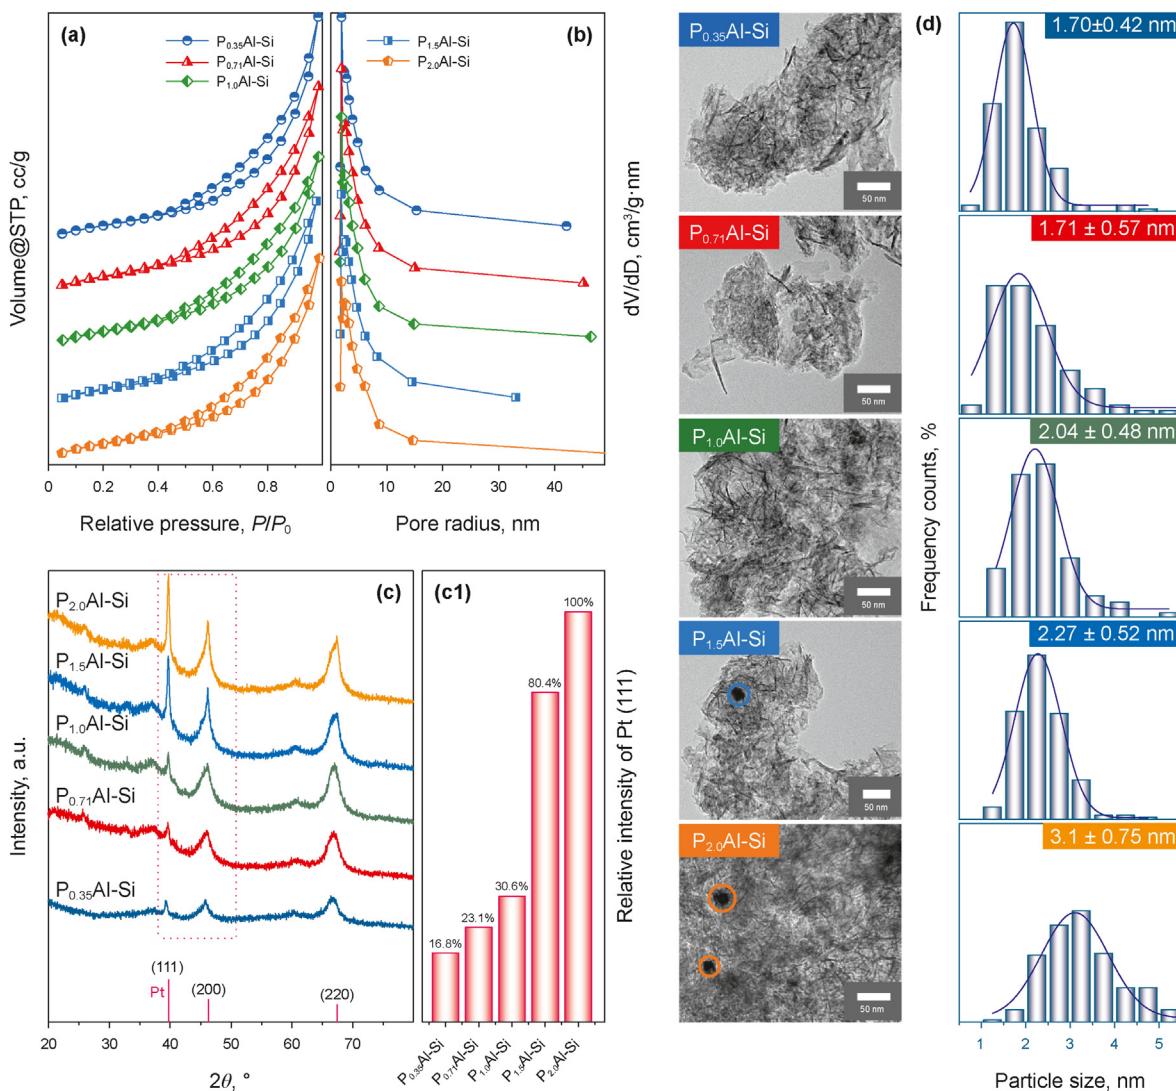 (a)
P0.35Al-Si
P0.71Al-Si
P1.0Al-Si
Volume@STP, cc/g
0 0.2 0.4 0.6 0.8
Relative pressure, P/P0
(b)
P1.5Al-Si
P2.0Al-Si
dV/dD, cm³/g·nm
0 10 20 30 40
Pore radius, nm
(c)
P2.0Al-Si
P1.5Al-Si
P1.0Al-Si
P0.71Al-Si
P0.35Al-Si
(111)
Pt
(200)
(220)
Intensity, a.u.
20 30 40 50 60 70
2θ, °
(c1)
100%
80.4%
30.6%
23.1%
16.8%
P0.35Al-Si
P0.71Al-Si
P1.0Al-Si
P1.5Al-Si
P2.0Al-Si
Relative intensity of Pt (111)
(d)
P0.35Al-Si
50 nm
1.70±0.42 nm
P0.71Al-Si
50 nm
1.71 ± 0.57 nm
P1.0Al-Si
50 nm
2.04 ± 0.48 nm
P1.5Al-Si
50 nm
2.27 ± 0.52 nm
P2.0Al-Si
50 nm
3.1 ± 0.75 nm
Frequency counts, %
1 2 3 4 5
Particle size, nm